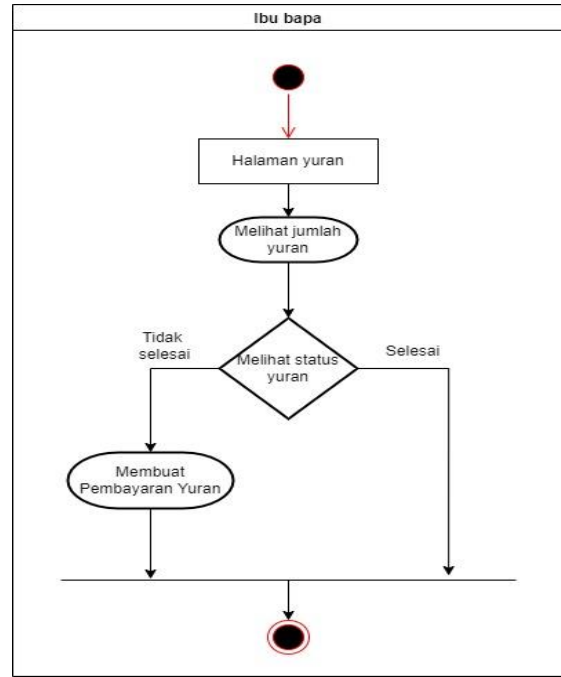 Ibu bapa
Halaman yuran
Melihat jumlah
yuran
Melihat status
yuran
Tidak
selesai
Selesai
Membuat
Pembayaran Yuran